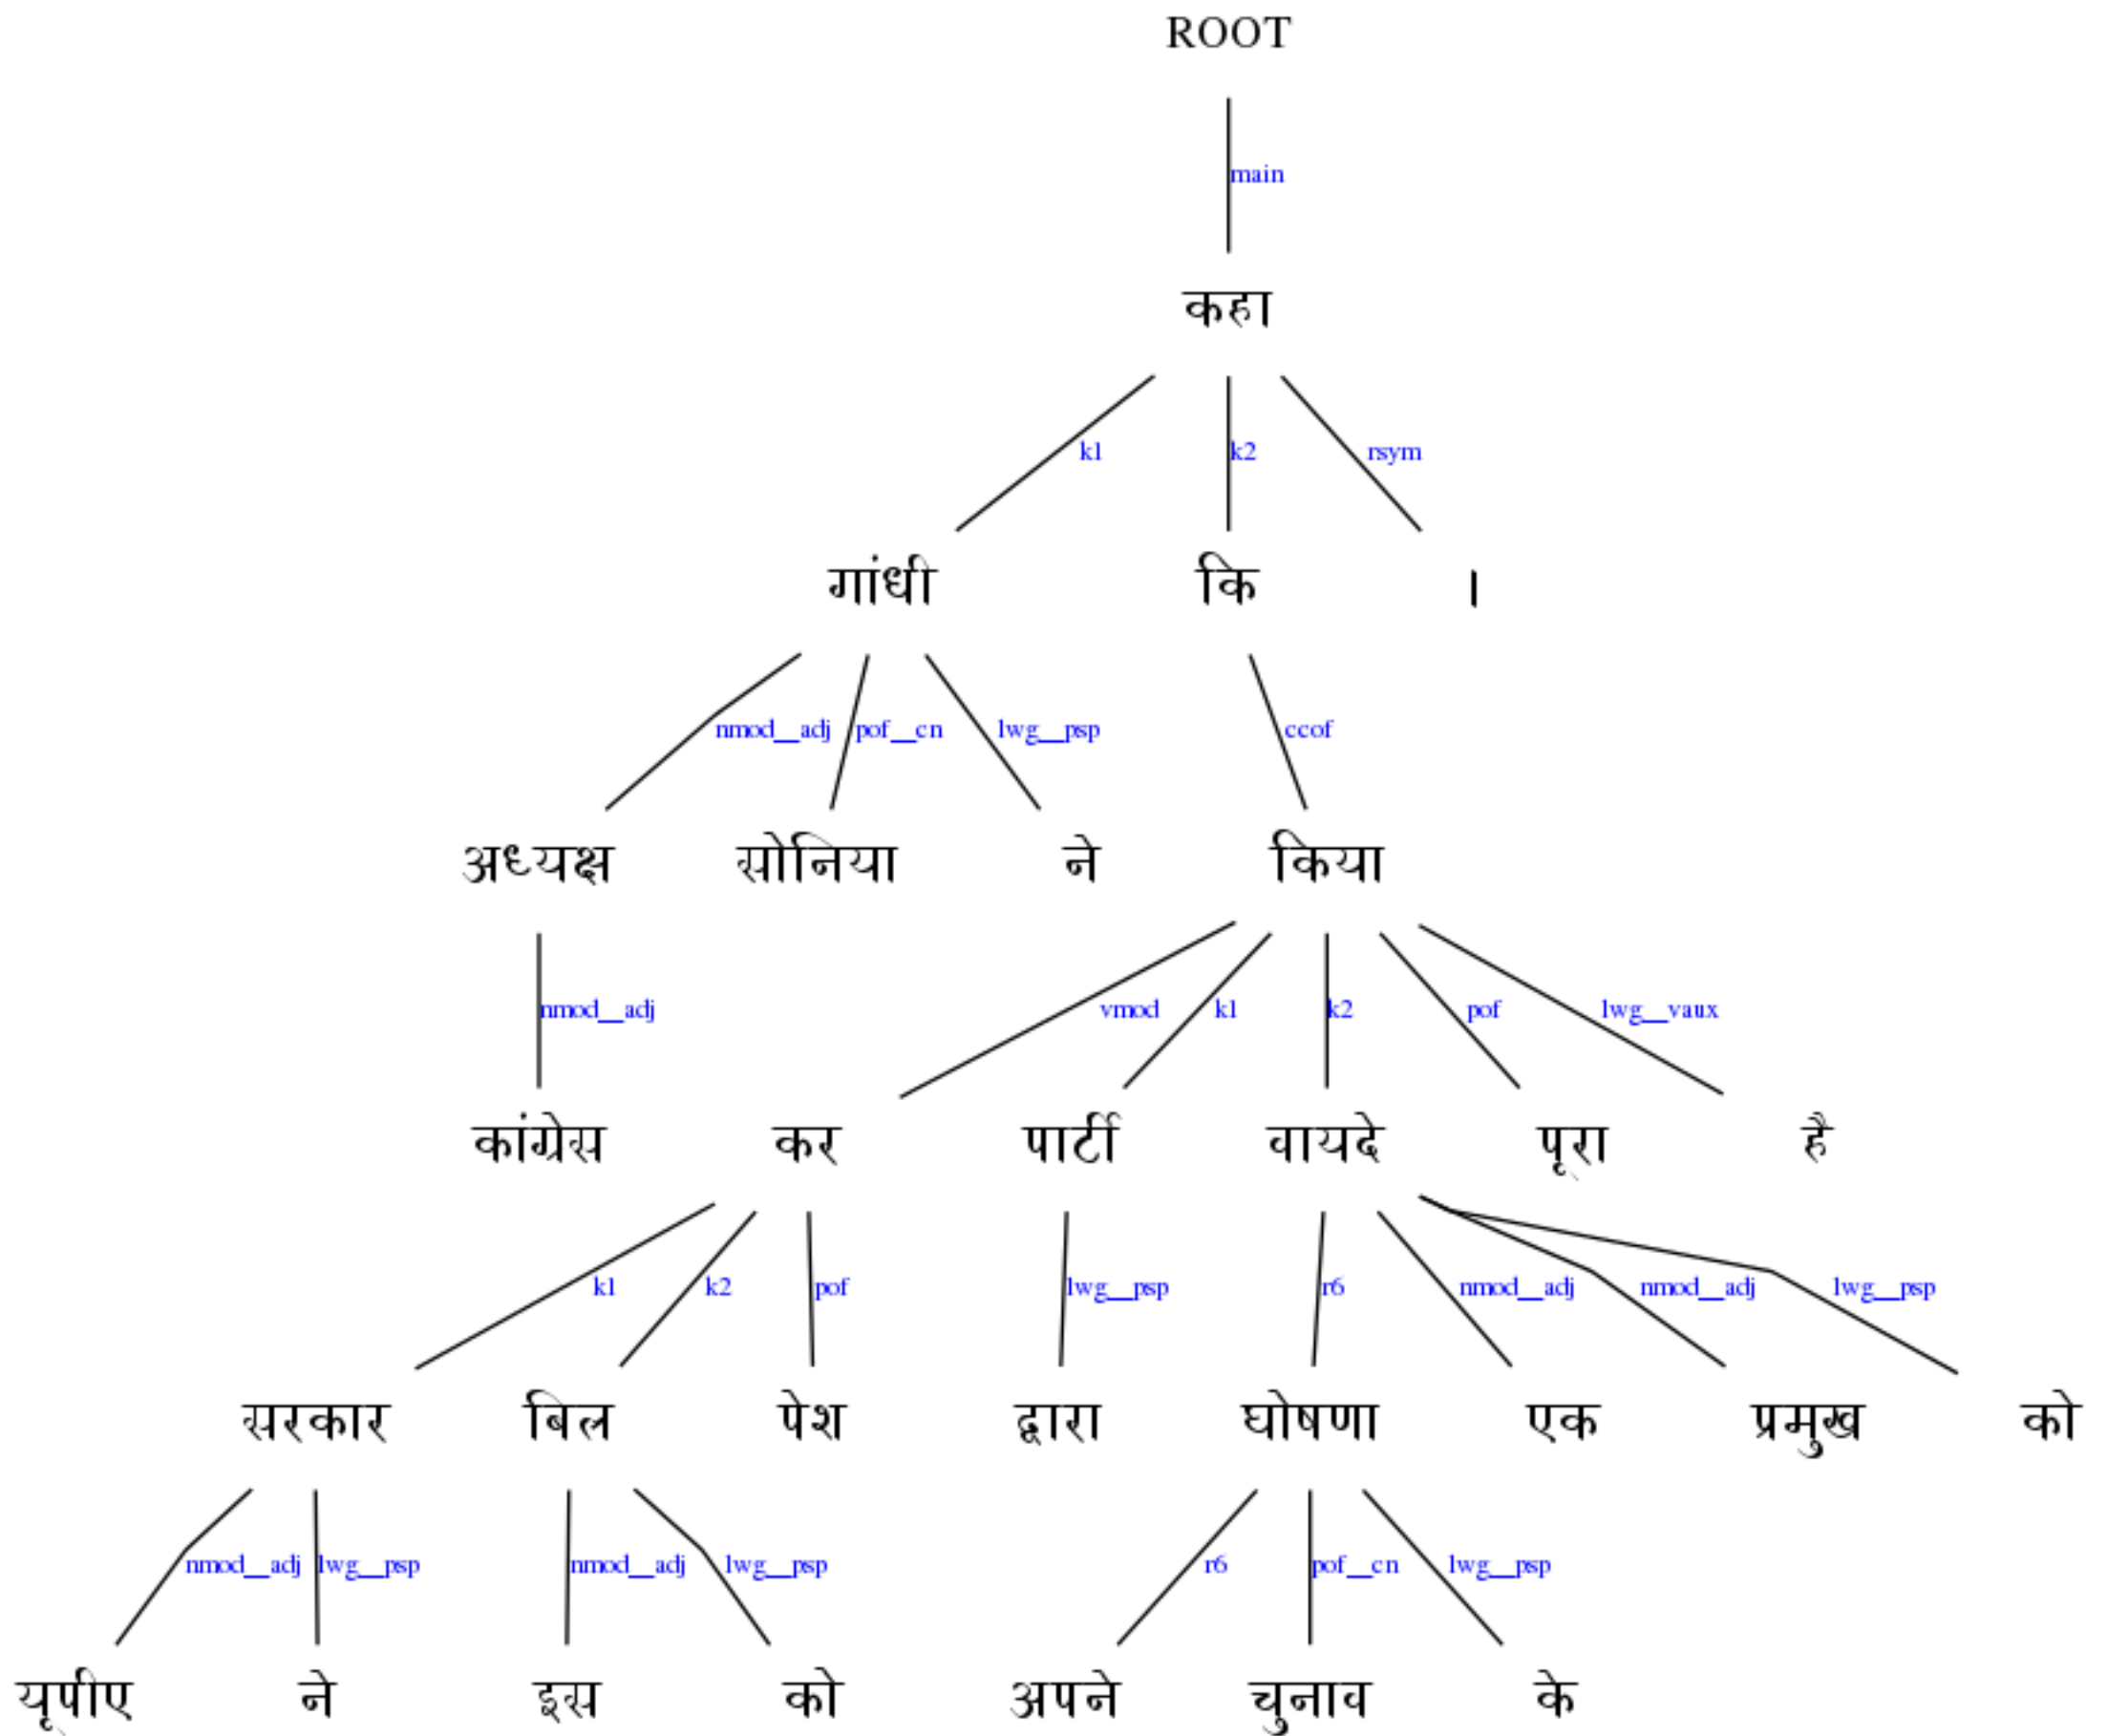 ROOT
main
कहा
k1 k2 rsym
गांधी कि ।
nmod__adj pof__cn lwg__psp ccof
अध्यक्ष सोनिया ने किया
nmod__adj vmod k1 k2 pof lwg__vaux
कांग्रेस कर पार्टी वायदे पूरा है
k1 k2 pof lwg__psp r6 nmod__adj nmod__adj lwg__psp
सरकार बिल पेश द्वारा घोषणा एक प्रमुख को
nmod__adj lwg__psp nmod__adj lwg__psp r6 pof__cn lwg__psp
यूपीए ने इस को अपने चुनाव के